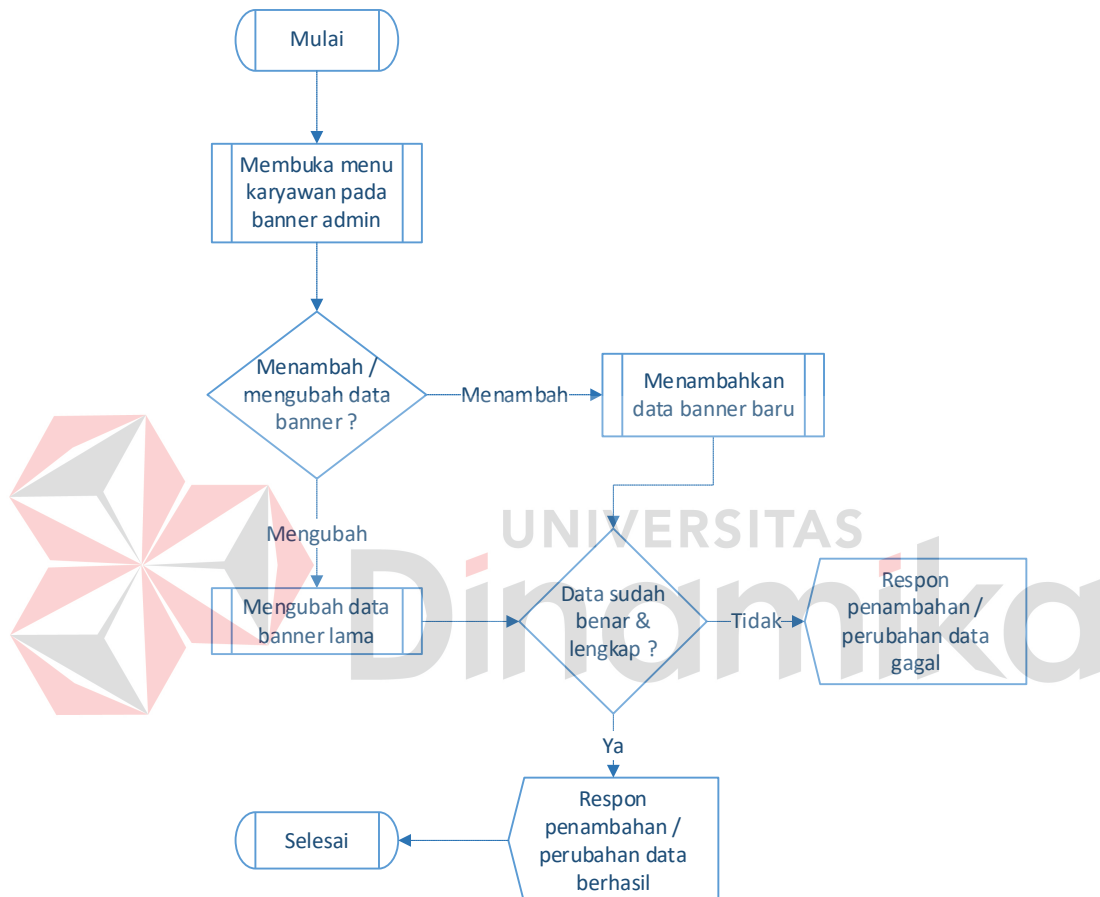 Mulai
Membuka menu
karyawan pada
banner admin
Menambah /
mengubah data
banner ?
Menambah
Menambahkan
data banner baru
Mengubah
UNIVERSITAS
Dinamika
Mengubah data
banner lama
Data sudah
benar &
lengkap ?
Tidak
Respon
penambahan /
perubahan data
gagal
Ya
Respon
penambahan /
perubahan data
berhasil
Selesai